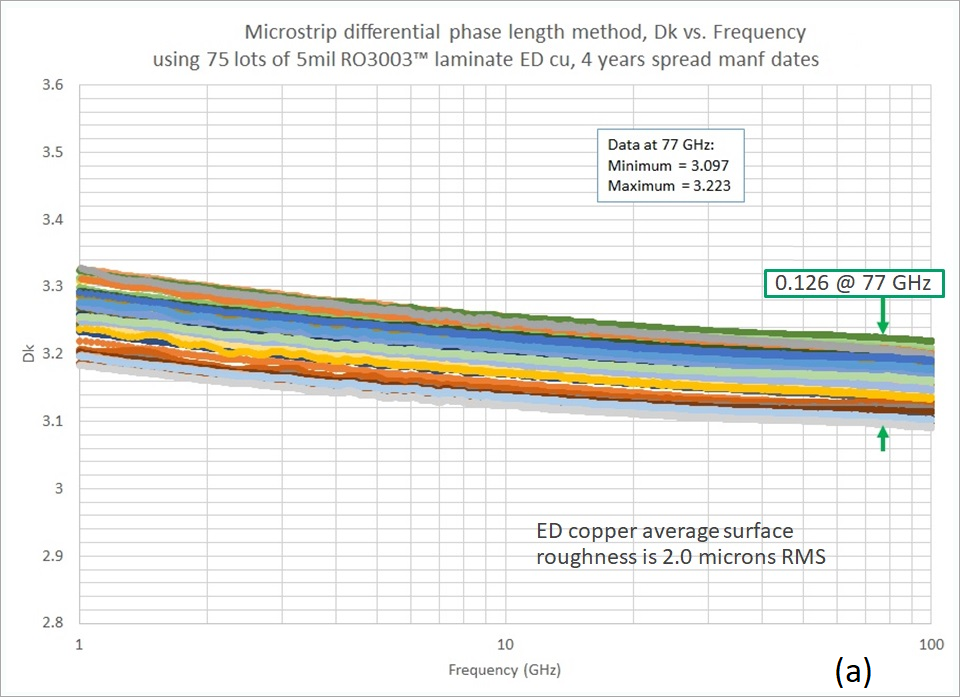 Microstrip differential phase length method, Dk vs. Frequency
using 75 lots of 5mil RO3003™ laminate ED cu, 4 years spread manf dates
3.6
3.5
3.4
3.3
3.2
3.1
3
2.9
2.8
Dk
Data at 77 GHz:
Minimum = 3.097
Maximum = 3.223
0.126 @ 77 GHz
ED copper average surface
roughness is 2.0 microns RMS
1
10
100
Frequency (GHz)
(a)